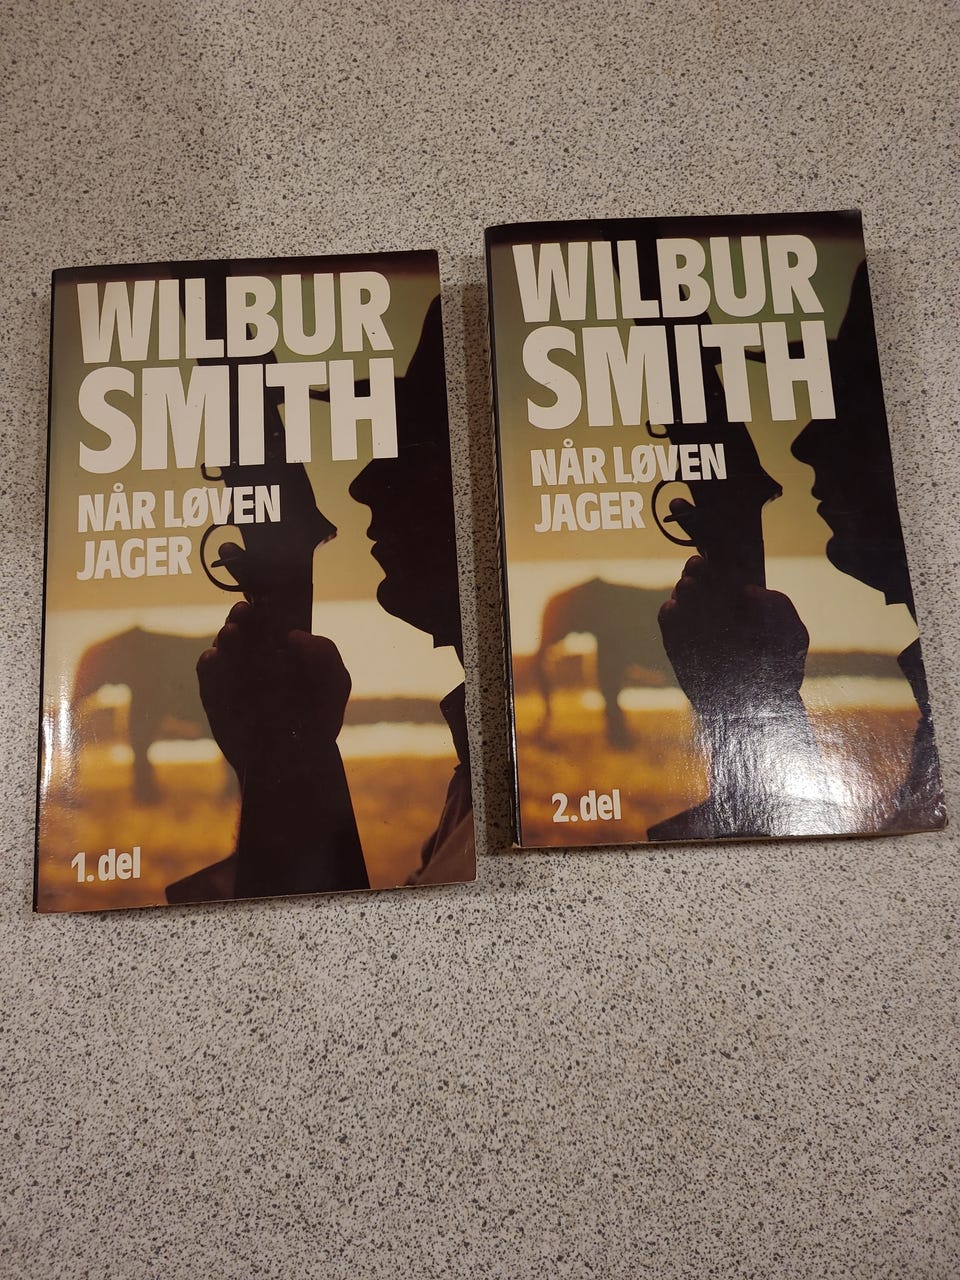 WILBUR
SMITH
NÅR LØVEN
JAGER
1. del
WILBUR
SMITH
NÅR LØVEN
JAGER
2. del